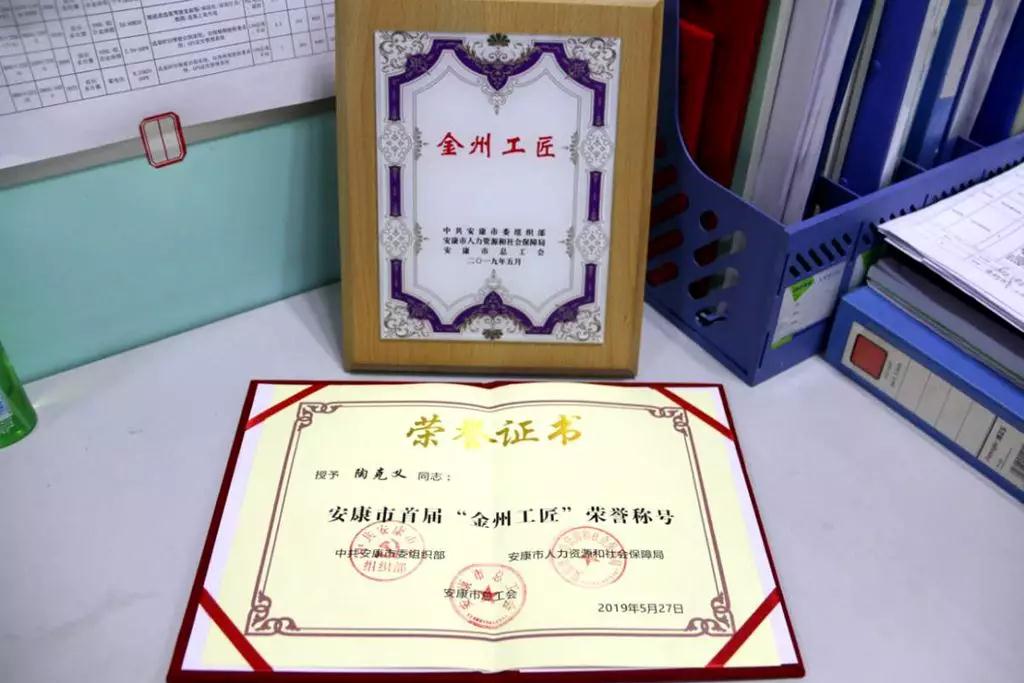 金州工匠
中共安康市委组织部
安康市人力资源和社会保障局
安康市总工会
二〇一九年五月
荣誉证书
授予 陶克义 同志：
安康市首届“金州工匠”荣誉称号
中共安康市委组织部 安康市人力资源和社会保障局
安康市总工会
2019年5月27日